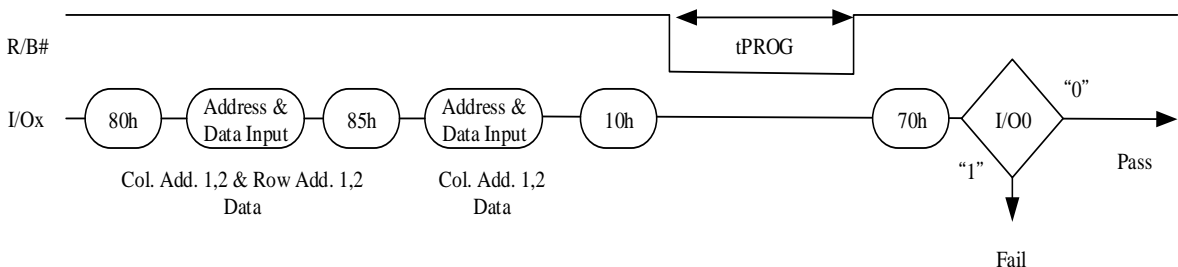 R/B#
tPROG
I/Ox
80h
Address &
Data Input
85h
Address &
Data Input
10h
70h
I/O0
“0”
“1”
Pass
Col. Add. 1,2 & Row Add. 1,2
Data
Col. Add. 1,2
Data
Fail